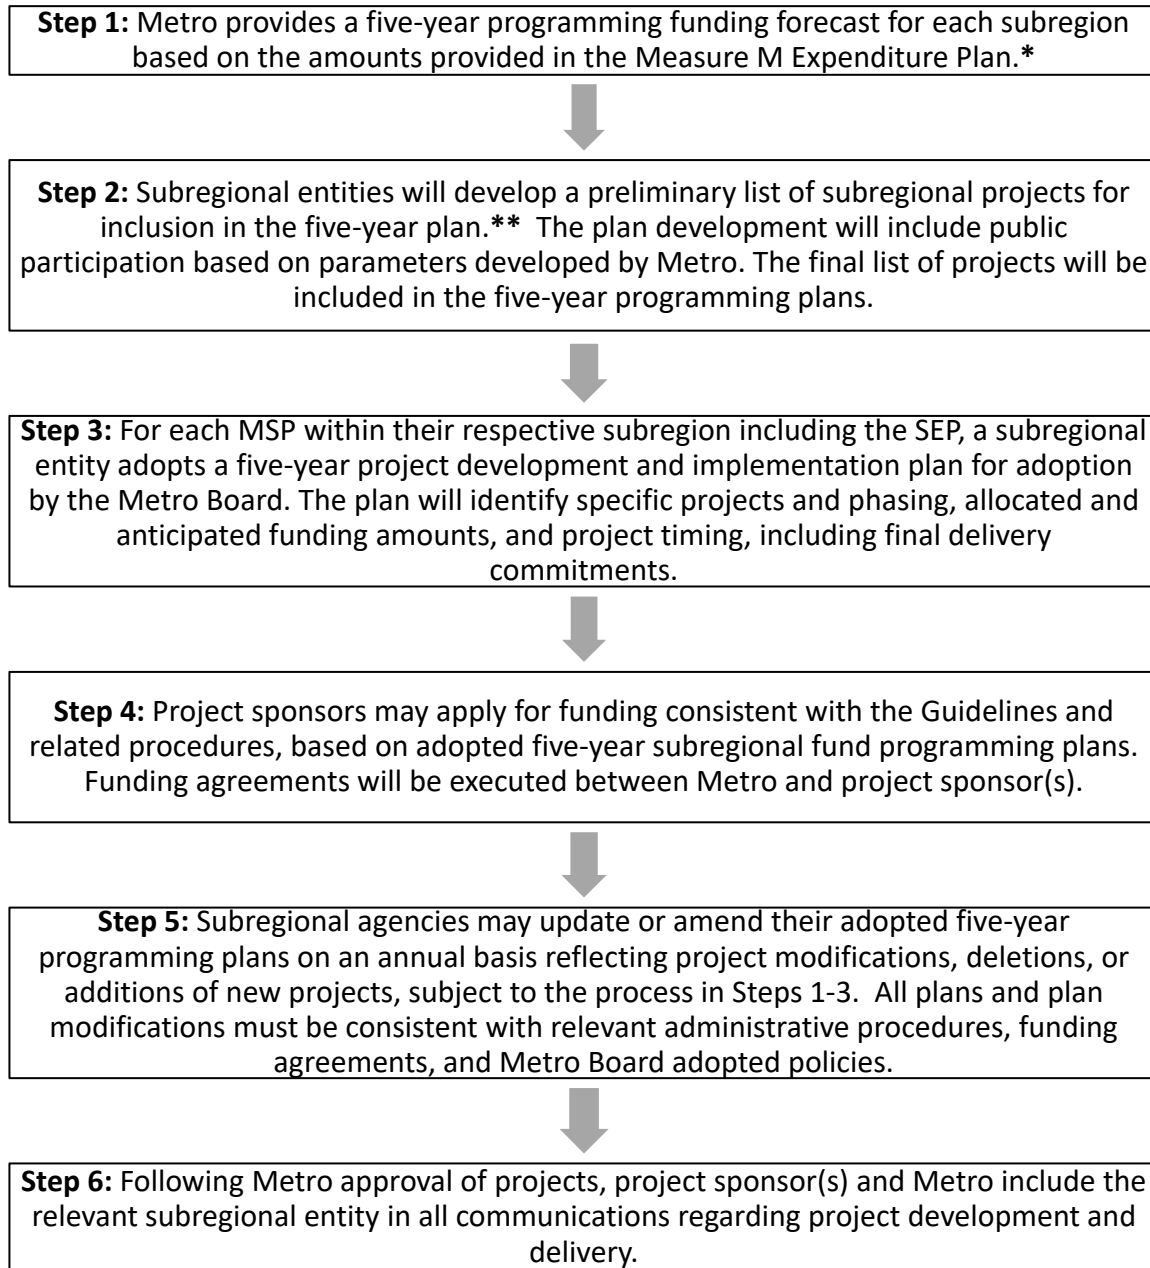 Step 1: Metro provides a five-year programming funding forecast for each subregion
based on the amounts provided in the Measure M Expenditure Plan.*
Step 2: Subregional entities will develop a preliminary list of subregional projects for
inclusion in the five-year plan.** The plan development will include public
participation based on parameters developed by Metro. The final list of projects will be
included in the five-year programming plans.
Step 3: For each MSP within their respective subregion including the SEP, a subregional
entity adopts a five-year project development and implementation plan for adoption
by the Metro Board. The plan will identify specific projects and phasing, allocated and
anticipated funding amounts, and project timing, including final delivery
commitments.
Step 4: Project sponsors may apply for funding consistent with the Guidelines and
related procedures, based on adopted five-year subregional fund programming plans.
Funding agreements will be executed between Metro and project sponsor(s).
Step 5: Subregional agencies may update or amend their adopted five-year
programming plans on an annual basis reflecting project modifications, deletions, or
additions of new projects, subject to the process in Steps 1-3. All plans and plan
modifications must be consistent with relevant administrative procedures, funding
agreements, and Metro Board adopted policies.
Step 6: Following Metro approval of projects, project sponsor(s) and Metro include the
relevant subregional entity in all communications regarding project development and
delivery.